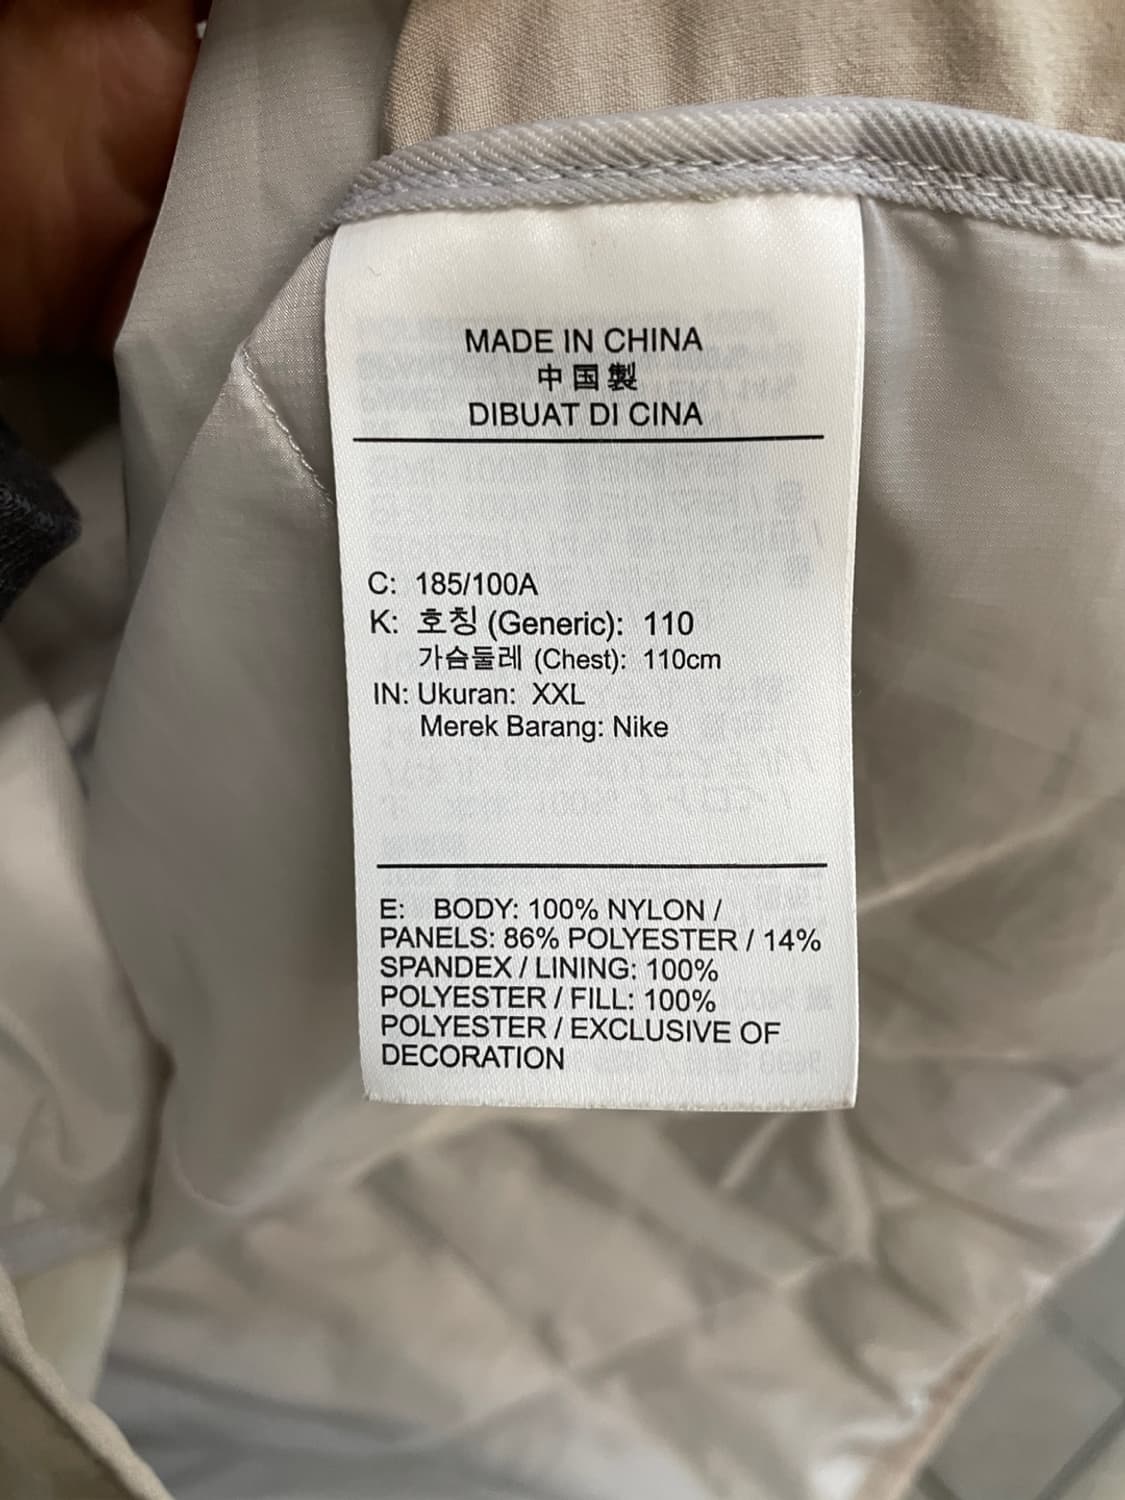 MADE IN CHINA
中国製
DIBUAT DI CINA
C: 185/100A
K: 호칭 (Generic): 110
가슴둘레 (Chest): 110cm
IN: Ukuran: XXL
Merek Barang: Nike
E: BODY: 100% NYLON /
PANELS: 86% POLYESTER / 14%
SPANDEX / LINING: 100%
POLYESTER / FILL: 100%
POLYESTER / EXCLUSIVE OF
DECORATION